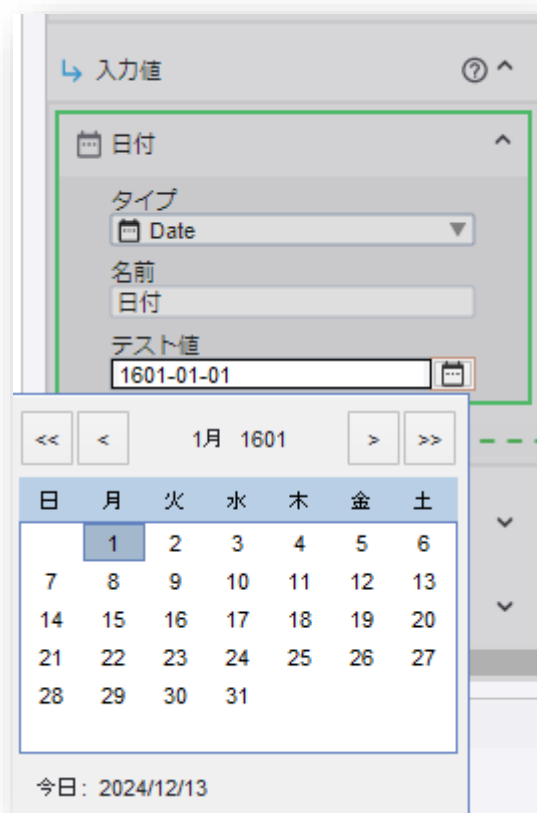 入力値
日付
タイプ
Date
名前
日付
テスト値
1601-01-01
<< < 1月 1601 > >>
日 月 火 水 木 金 土
1 2 3 4 5 6
7 8 9 10 11 12 13
14 15 16 17 18 19 20
21 22 23 24 25 26 27
28 29 30 31
今日: 2024/12/13